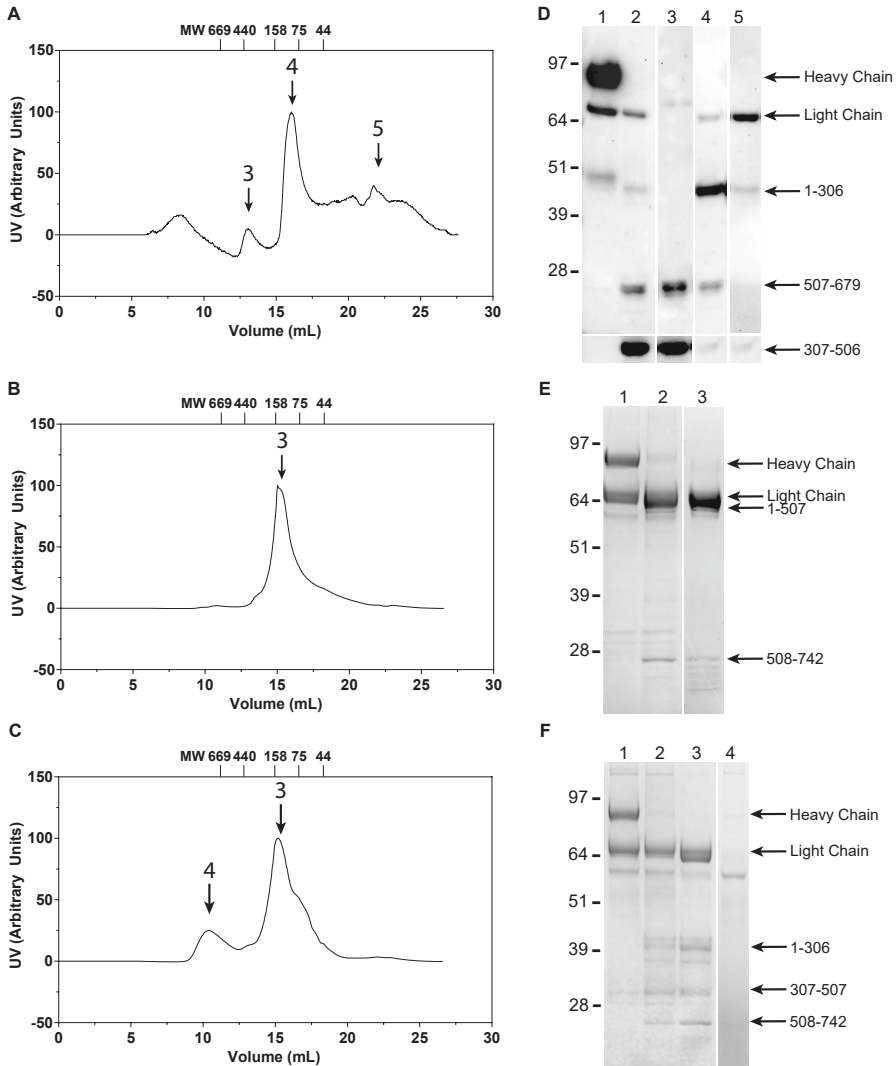 A
MW 669 440 158 75 44
150
100
50
0
-50
UV (Arbitrary Units)
3
4
5
0 5 10 15 20 25 30
Volume (mL)
B
MW 669 440 158 75 44
150
100
50
0
-50
UV (Arbitrary Units)
3
0 5 10 15 20 25 30
Volume (mL)
C
MW 669 440 158 75 44
150
100
50
0
-50
UV (Arbitrary Units)
4
3
0 5 10 15 20 25 30
Volume (mL)
D
1 2 3 4 5
97
64
51
39
28
Heavy Chain
Light Chain
1-306
507-679
307-506
E
1 2 3
97
64
51
39
28
Heavy Chain
Light Chain
1-507
508-742
F
1 2 3 4
97
64
51
39
28
Heavy Chain
Light Chain
1-306
307-507
508-742